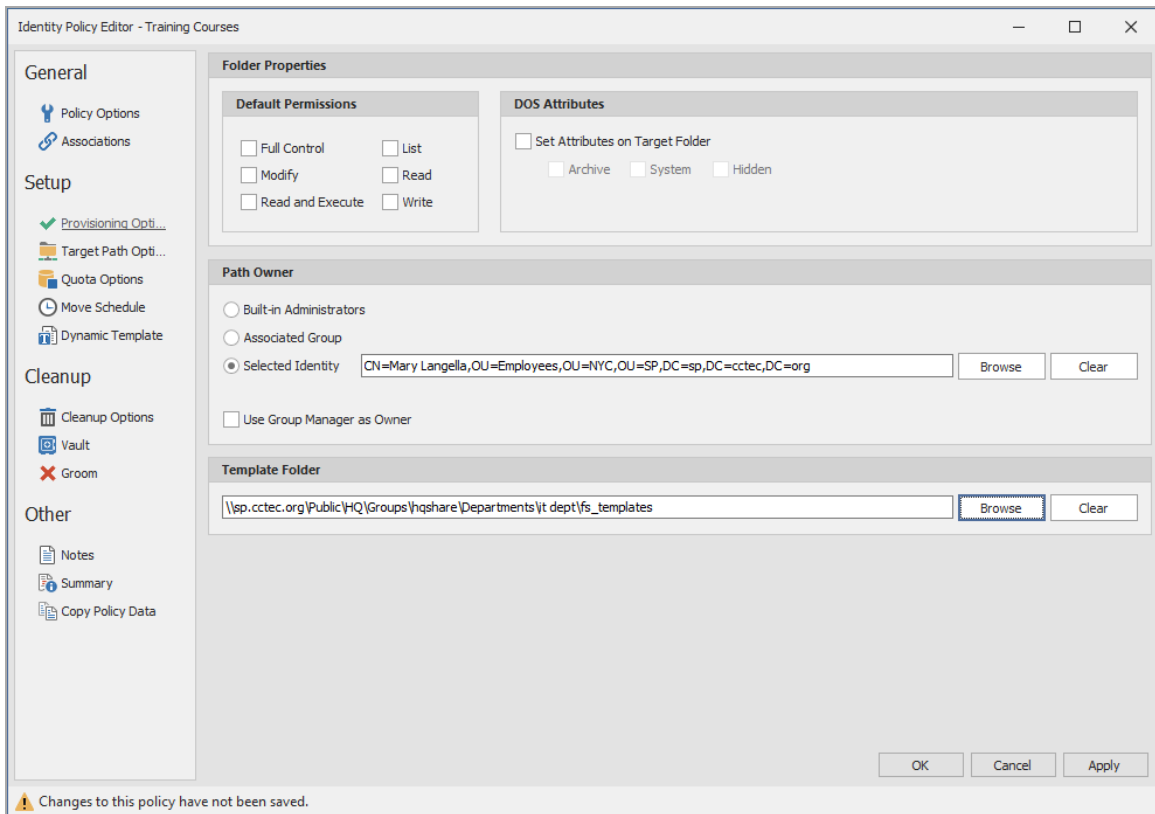 Identity Policy Editor - Training Courses
General
Policy Options
Associations
Setup
Provisioning Opti...
Target Path Opti...
Quota Options
Move Schedule
Dynamic Template
Cleanup
Cleanup Options
Vault
Groom
Other
Notes
Summary
Copy Policy Data
Folder Properties
Default Permissions
Full Control List
Modify Read
Read and Execute Write
DOS Attributes
Set Attributes on Target Folder
Archive System Hidden
Path Owner
Built-in Administrators
Associated Group
Selected Identity CN=Mary Langella,OU=Employees,OU=NYC,OU=SP,DC=sp,DC=cctec,DC=org Browse Clear
Use Group Manager as Owner
Template Folder
\\sp.cctec.org\Public\HQ\Groups\hqshare\Departments\it dept\fs_templates Browse Clear
OK Cancel Apply
Changes to this policy have not been saved.